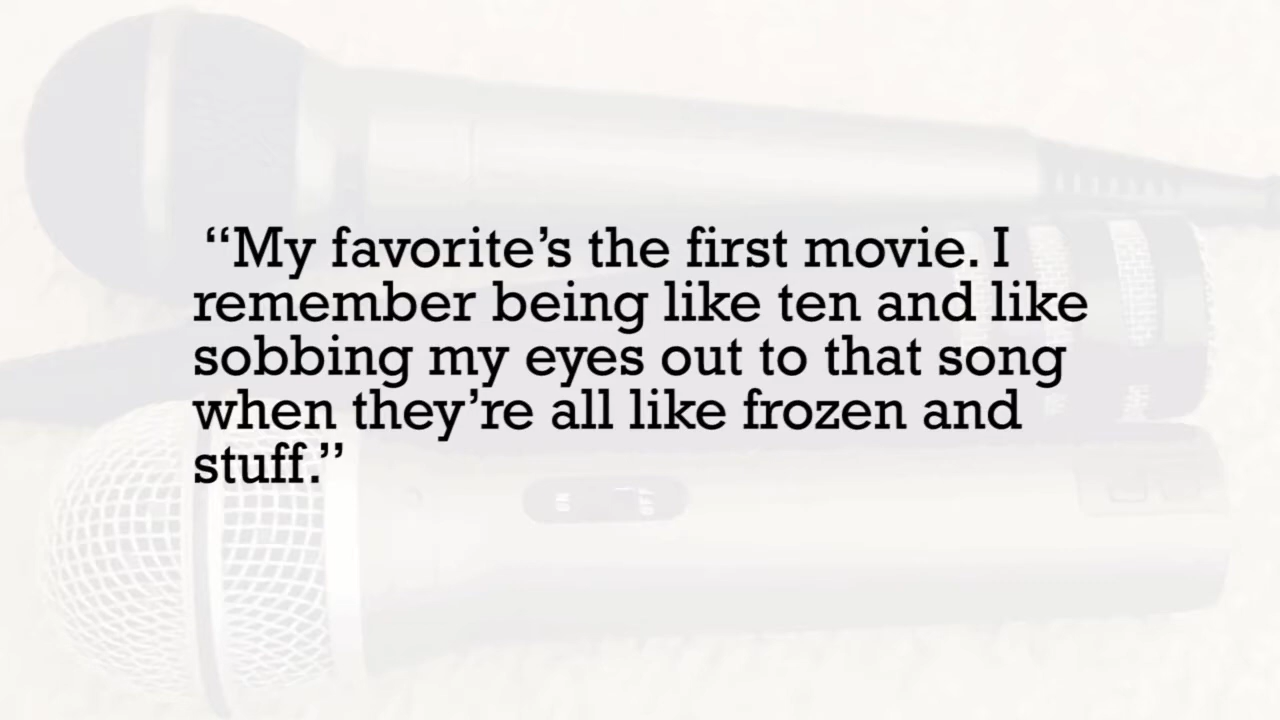 “My favorite’s the first movie. I
remember being like ten and like
sobbing my eyes out to that song
when they’re all like frozen and
stuff.”